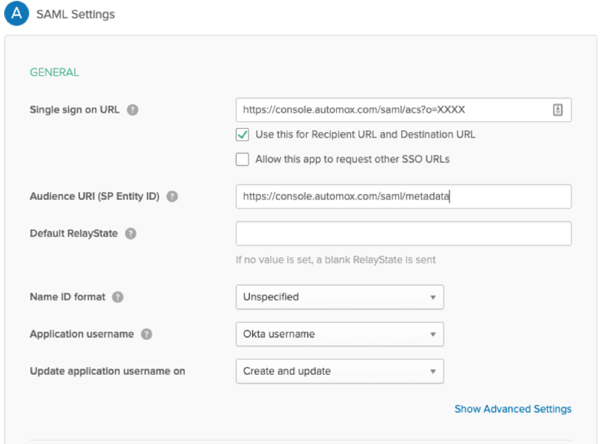 A SAML Settings
GENERAL
Single sign on URL ?
https://console.automox.com/saml/acs?o=XXXX
Use this for Recipient URL and Destination URL
Allow this app to request other SSO URLs
Audience URI (SP Entity ID) ?
https://console.automox.com/saml/metadata
Default RelayState ?
If no value is set, a blank RelayState is sent
Name ID format ?
Unspecified
Application username ?
Okta username
Update application username on
Create and update
Show Advanced Settings